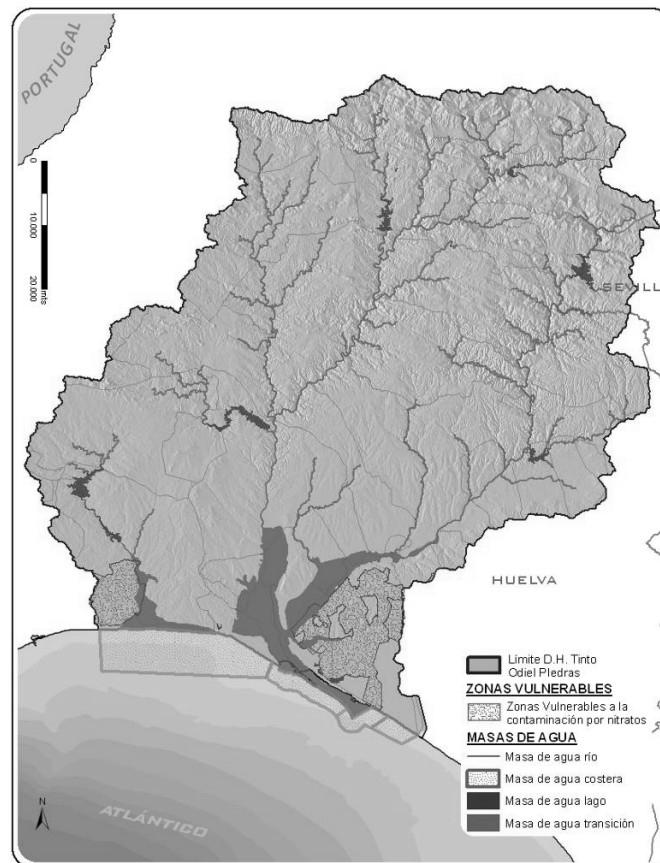 PORTUGAL
0
10.000
20.000
mts
SEVILL
HUELVA
Límite D.H. Tinto
Odiel Piedras
ZONAS VULNERABLES
Zonas Vulnerables a la
contaminación por nitratos
MASAS DE AGUA
Masa de agua río
Masa de agua costera
Masa de agua lago
Masa de agua transición
N
ATLÁNTICO